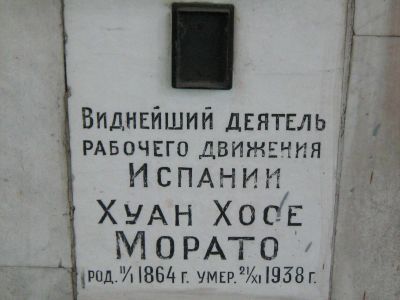 Виднейший деятель
рабочего движения
Испании
Хуан Хосе
Морато
род. 11/I 1864 г. умер. 21/XI 1938 г.